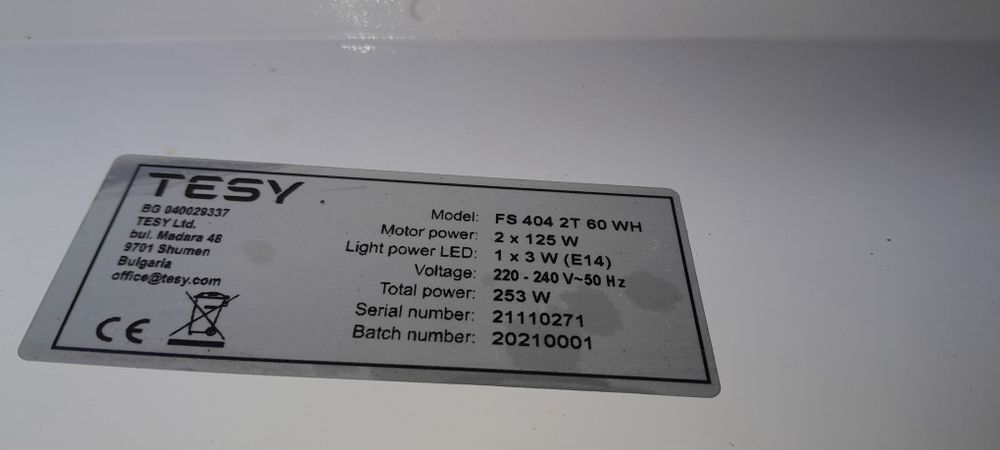 TESY
BG 040029337
TESY Ltd.
bul. Madara 48
9701 Shumen
Bulgaria
office@tesy.com
CE
Model: FS 404 2T 60 WH
Motor power: 2 x 125 W
Light power LED: 1 x 3 W (E14)
Voltage: 220 - 240 V~50 Hz
Total power: 253 W
Serial number: 21110271
Batch number: 20210001